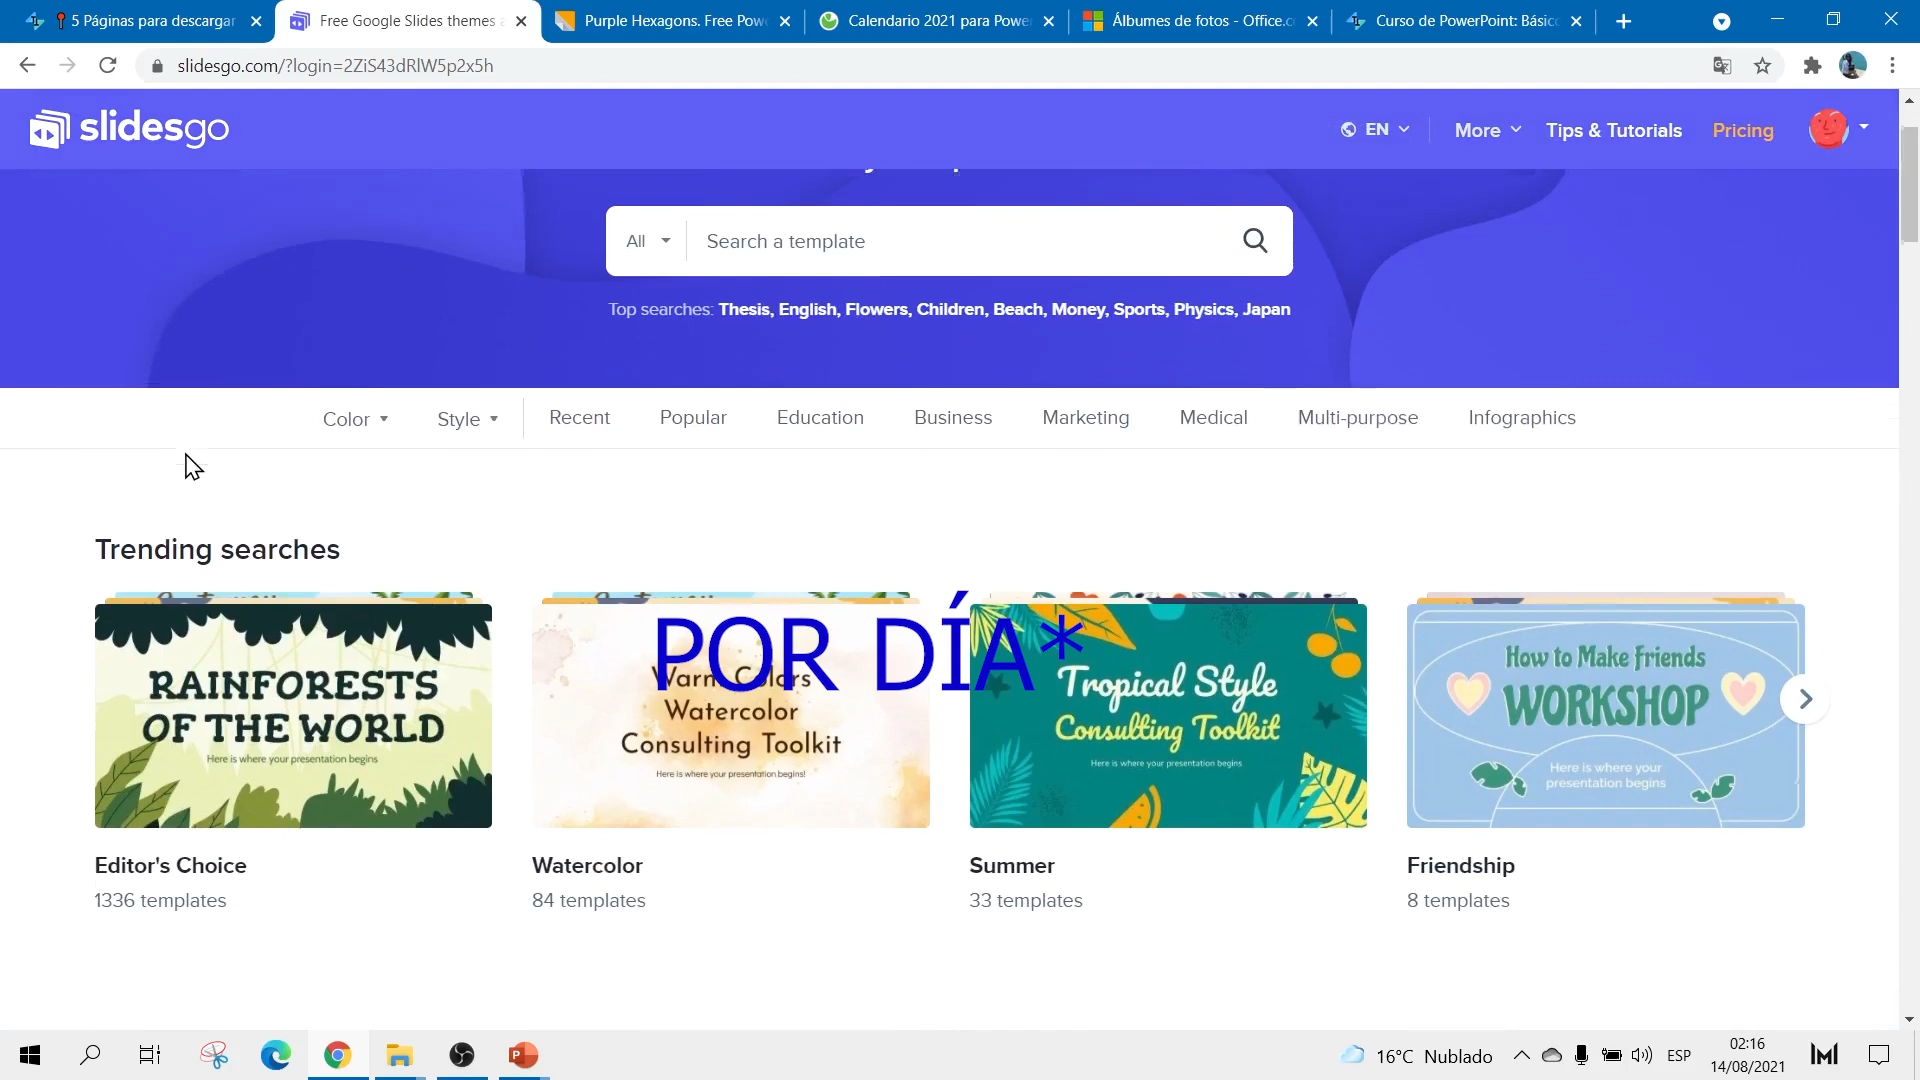 5 Páginas para descargar
Free Google Slides themes a
Purple Hexagons. Free Pow
Calendario 2021 para Power
Álbumes de fotos - Office.c
Curso de PowerPoint: Básic
slidesgo.com/?login=2ZiS43dRlW5p2x5h
slidesgo
EN
More
Tips & Tutorials
Pricing
All
Search a template
Top searches: Thesis, English, Flowers, Children, Beach, Money, Sports, Physics, Japan
Color
Style
Recent
Popular
Education
Business
Marketing
Medical
Multi-purpose
Infographics
Trending searches
POR DÍA*
RAINFORESTS
OF THE WORLD
Here is where your presentation begins
Warm Colors
Watercolor
Consulting Toolkit
Here is where your presentation begins!
Tropical Style
Consulting Toolkit
Here is where your presentation begins
How to Make Friends
WORKSHOP
Here is where your
presentation begins
Editor's Choice
1336 templates
Watercolor
84 templates
Summer
33 templates
Friendship
8 templates
16°C Nublado
ESP
02:16
14/08/2021